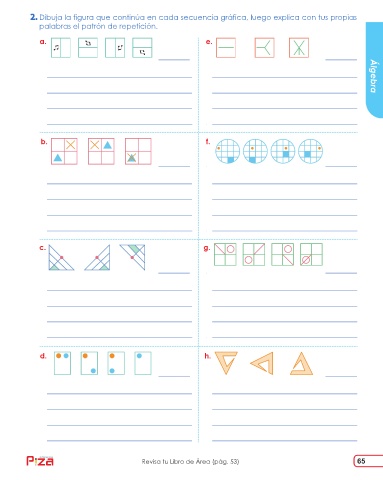 2. Dibuja la figura que continúa en cada secuencia gráfica, luego explica con tus propias
palabras el patrón de repetición.
a.
e.
Álgebra
b.
f.
c.
g.
d.
h.
Revisa tu Libro de Área (pág. 53)
65